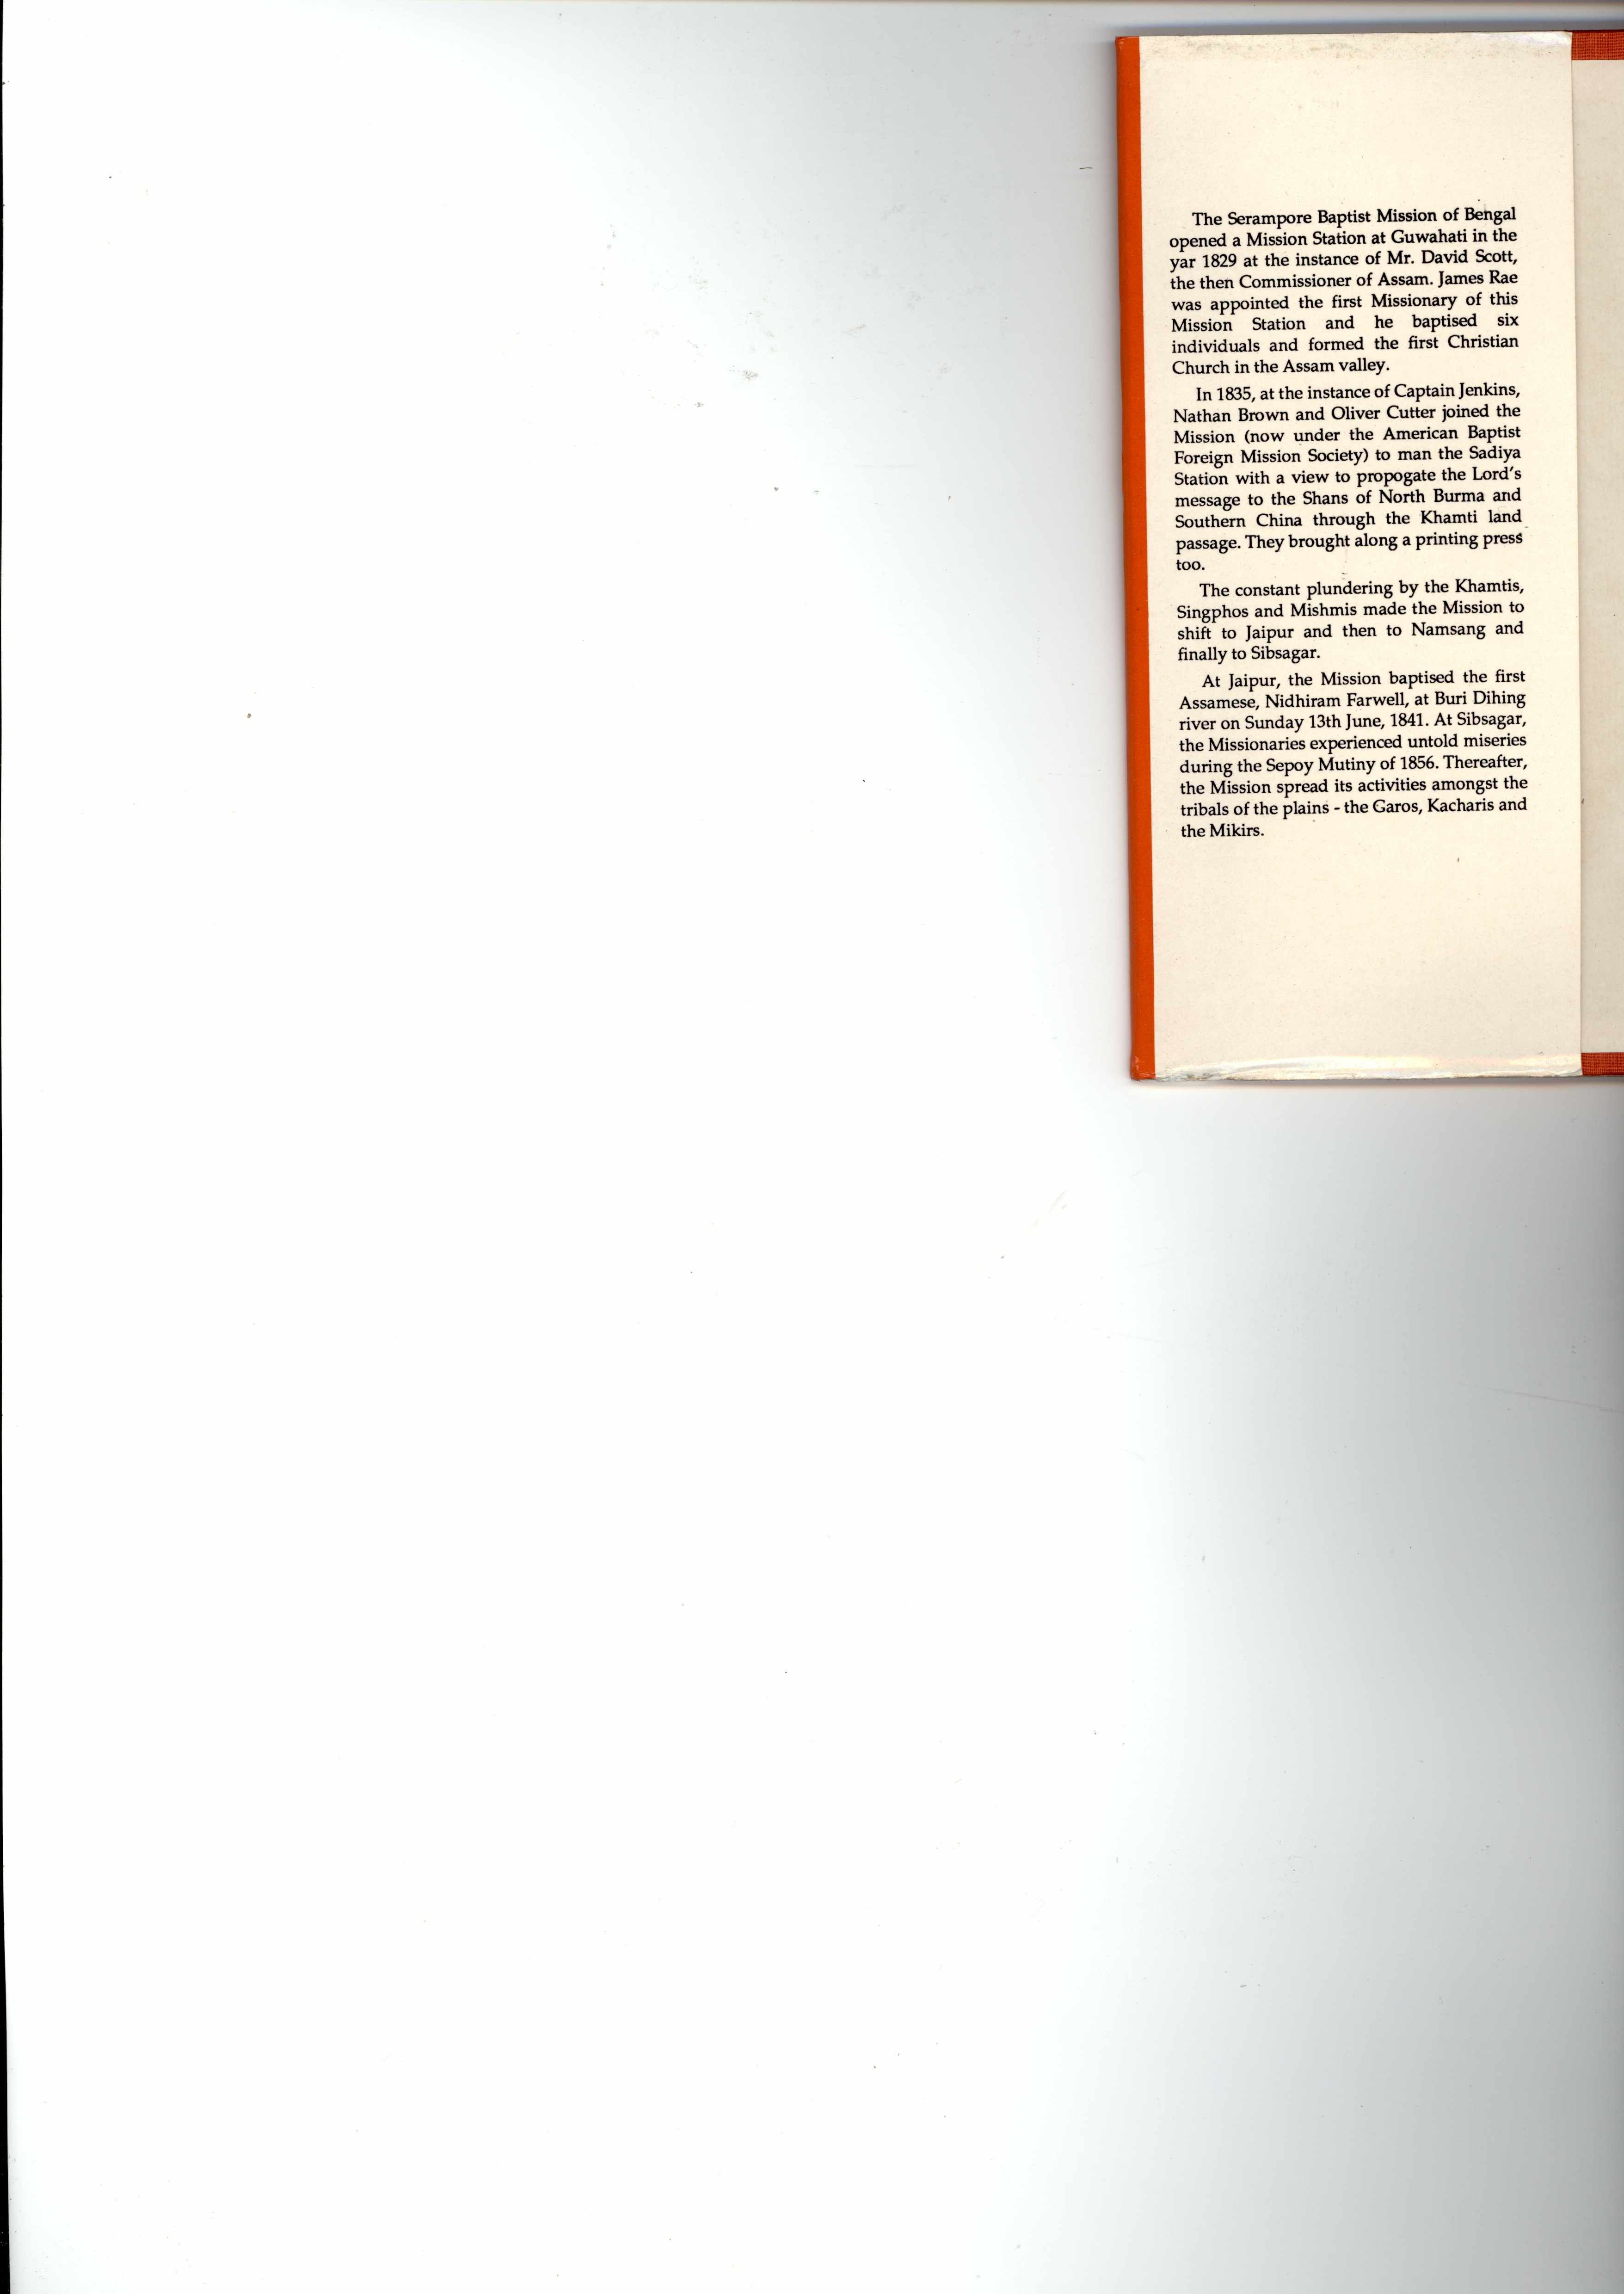 The Serampore Baptist Mission of Bengal
opened a Mission Station at Guwahati in the
yar 1829 at the instance of Mr. David Scott,
the then Commissioner of Assam. James Rae
was appointed the first Missionary of this
Mission Station and he baptised six
individuals and formed the first Christian
Church in the Assam valley.
In 1835, at the instance of Captain Jenkins,
Nathan Brown and Oliver Cutter joined the
Mission (now under the American Baptist
Foreign Mission Society) to man the Sadiya
Station with a view to propogate the Lord's
message to the Shans of North Burma and
Southern China through the Khamti land
passage. They brought along a printing press
too.
The constant plundering by the Khamtis,
Singphos and Mishmis made the Mission to
shift to Jaipur and then to Namsang and
finally to Sibsagar.
At Jaipur, the Mission baptised the first
Assamese, Nidhiram Farwell, at Buri Dihing
river on Sunday 13th June, 1841. At Sibsagar,
the Missionaries experienced untold miseries
during the Sepoy Mutiny of 1856. Thereafter,
the Mission spread its activities amongst the
tribals of the plains - the Garos, Kacharis and
the Mikirs.